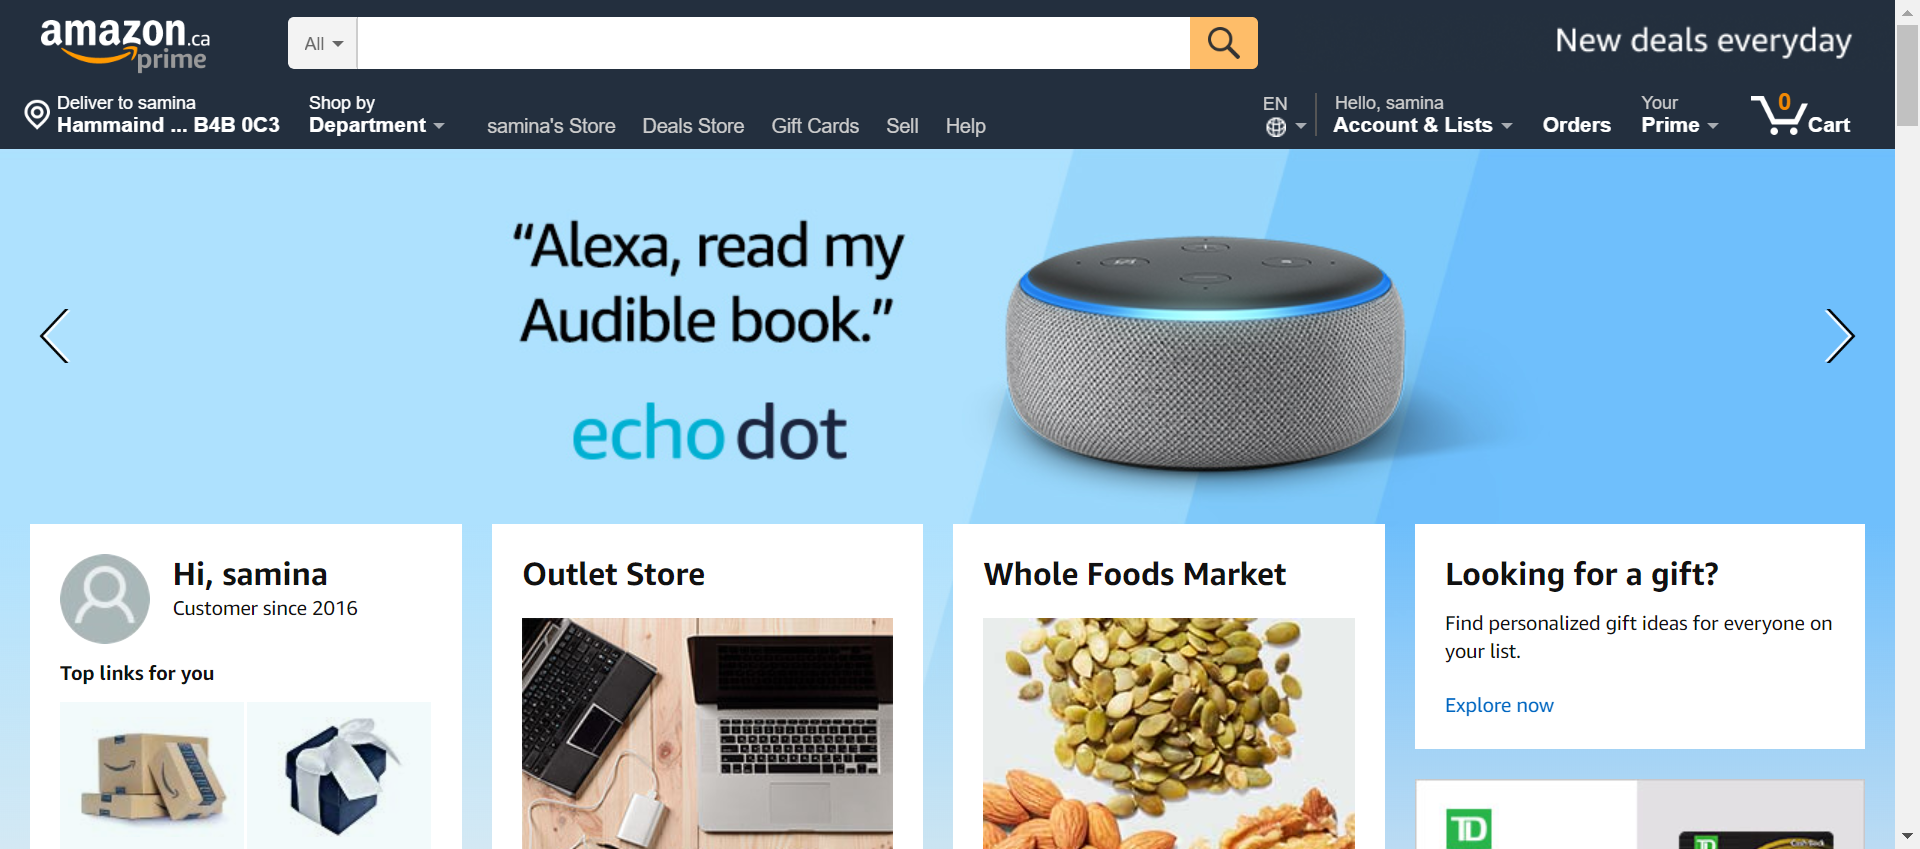 amazon.ca
prime
All
New deals everyday
Deliver to samina
Hammaind ... B4B 0C3
Shop by
Department
samina's Store
Deals Store
Gift Cards
Sell
Help
EN
Hello, samina
Account & Lists
Orders
Your
Prime
0
Cart
“Alexa, read my
Audible book.”
echo dot
Hi, samina
Customer since 2016
Top links for you
Outlet Store
Whole Foods Market
Looking for a gift?
Find personalized gift ideas for everyone on
your list.
Explore now
TD